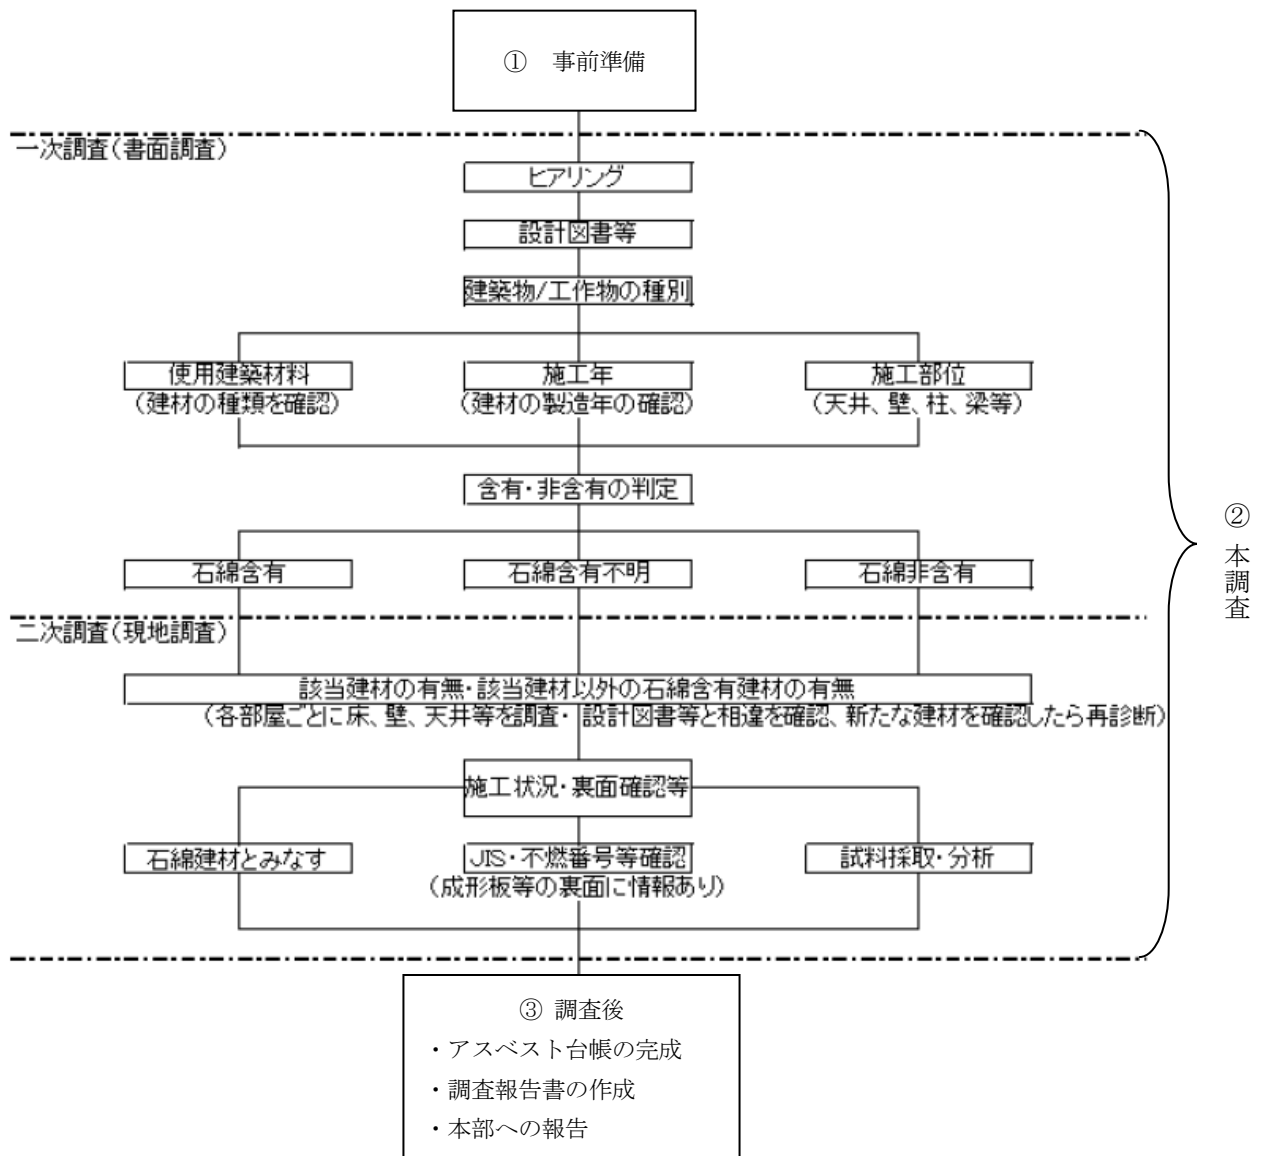 ① 事前準備
一次調査(書面調査)
ヒアリング
設計図書等
建築物/工作物の種別
使用建築材料
(建材の種類を確認)
施工年
(建材の製造年の確認)
施工部位
(天井、壁、柱、梁等)
含有・非含有の判定
石綿含有
石綿含有不明
石綿非含有
二次調査(現地調査)
該当建材の有無・該当建材以外の石綿含有建材の有無
(各部屋ごとに床、壁、天井等を調査・設計図書等と相違を確認、新たな建材を確認したら再診断)
施工状況・裏面確認等
石綿建材とみなす
JIS・不燃番号等確認
(成形板等の裏面に情報あり)
試料採取・分析
② 本調査
③ 調査後
・アスベスト台帳の完成
・調査報告書の作成
・本部への報告